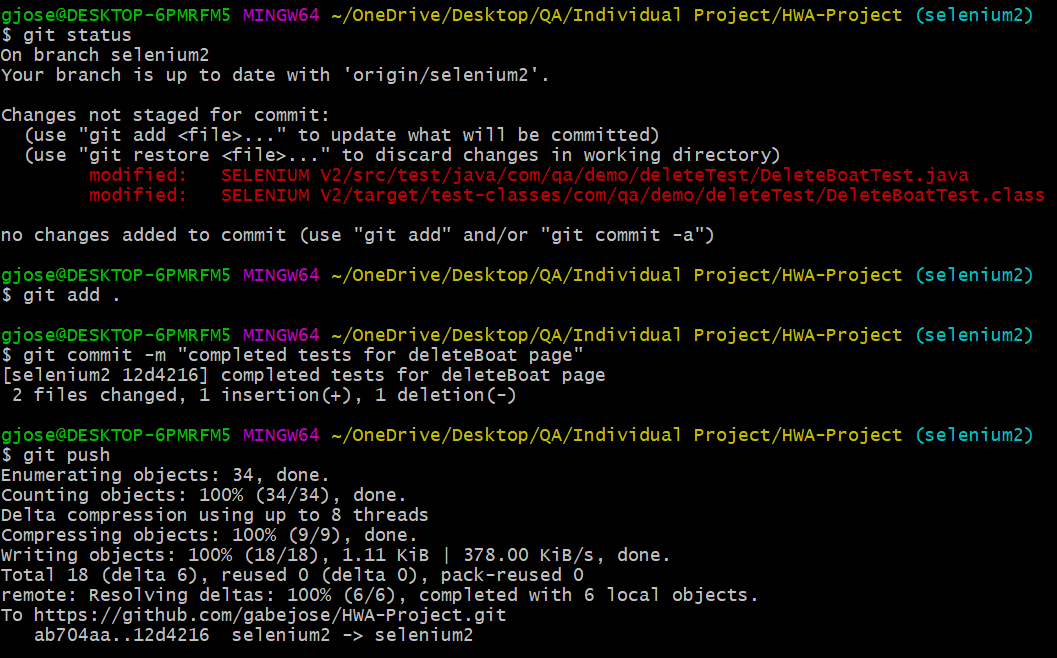 gjose@DESKTOP-6PMRFM5 MINGW64 ~/OneDrive/Desktop/QA/Individual Project/HWA-Project (selenium2)
$ git status
On branch selenium2
Your branch is up to date with 'origin/selenium2'.
Changes not staged for commit:
  (use "git add <file>..." to update what will be committed)
  (use "git restore <file>..." to discard changes in working directory)
        modified:   SELENIUM V2/src/test/java/com/qa/demo/deleteTest/DeleteBoatTest.java
        modified:   SELENIUM V2/target/test-classes/com/qa/demo/deleteTest/DeleteBoatTest.class
no changes added to commit (use "git add" and/or "git commit -a")
gjose@DESKTOP-6PMRFM5 MINGW64 ~/OneDrive/Desktop/QA/Individual Project/HWA-Project (selenium2)
$ git add .
gjose@DESKTOP-6PMRFM5 MINGW64 ~/OneDrive/Desktop/QA/Individual Project/HWA-Project (selenium2)
$ git commit -m "completed tests for deleteBoat page"
[selenium2 12d4216] completed tests for deleteBoat page
 2 files changed, 1 insertion(+), 1 deletion(-)
gjose@DESKTOP-6PMRFM5 MINGW64 ~/OneDrive/Desktop/QA/Individual Project/HWA-Project (selenium2)
$ git push
Enumerating objects: 34, done.
Counting objects: 100% (34/34), done.
Delta compression using up to 8 threads
Compressing objects: 100% (9/9), done.
Writing objects: 100% (18/18), 1.11 KiB | 378.00 KiB/s, done.
Total 18 (delta 6), reused 0 (delta 0), pack-reused 0
remote: Resolving deltas: 100% (6/6), completed with 6 local objects.
To https://github.com/gabejose/HWA-Project.git
   ab704aa..12d4216  selenium2 -> selenium2